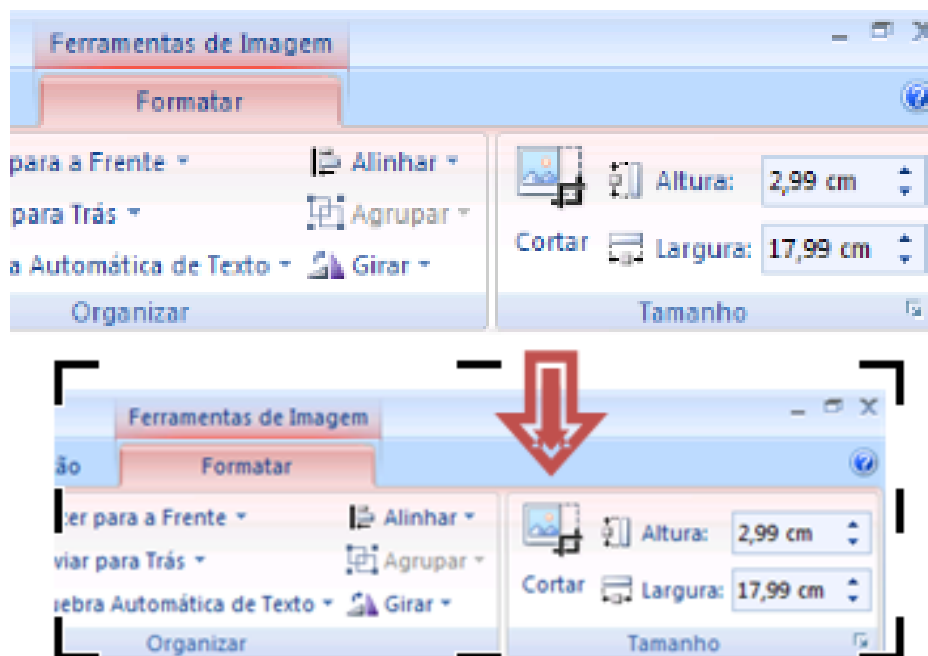 Ferramentas de Imagem
Formatar
para a Frente
Alinhar
Altura: 2,99 cm
para Trás
Agrupar
Cortar
Largura: 17,99 cm
a Automática de Texto
Girar
Organizar
Tamanho
Ferramentas de Imagem
ão
Formatar
ter para a Frente
Alinhar
Altura: 2,99 cm
viar para Trás
Agrupar
Cortar
Largura: 17,99 cm
uebra Automática de Texto
Girar
Organizar
Tamanho